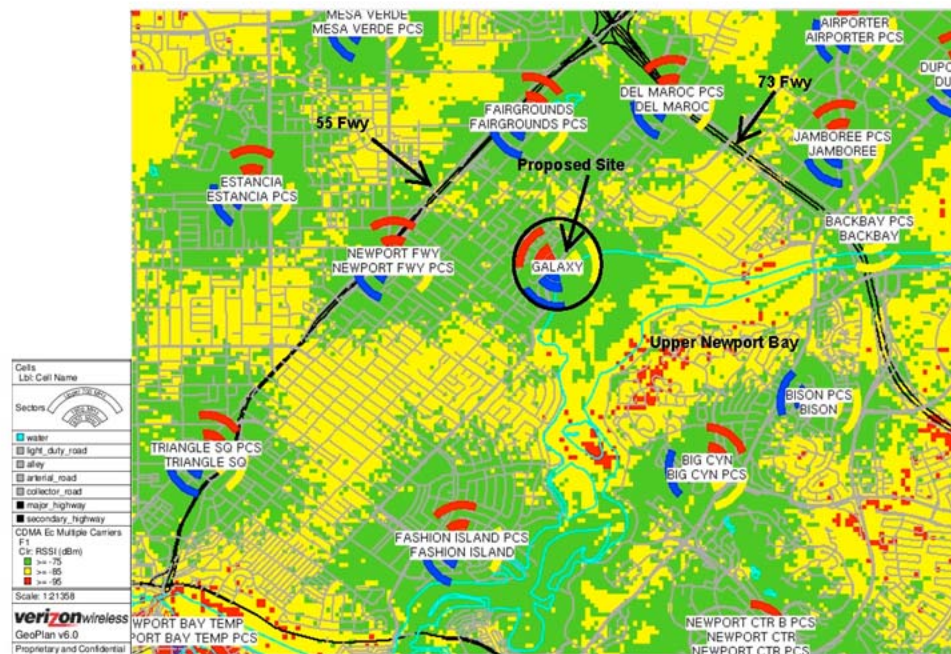 MESA VERDE
MESA VERDE PCS
AIRPORTER
AIRPORTER PCS
DEL MAROC PCS
DEL MAROC
73 Fwy
FAIRGROUNDS
FAIRGROUNDS PCS
55 Fwy
JAMBOREE PCS
JAMBOREE
Proposed Site
ESTANCIA
ESTANCIA PCS
BACKBAY PCS
BACKBAY
NEWPORT FWY
NEWPORT FWY PCS
GALAXY
Upper Newport Bay
BISON PCS
BISON
TRIANGLE SQ PCS
TRIANGLE SQ
BIG CYN
BIG CYN PCS
FASHION ISLAND PCS
FASHION ISLAND
NEWPORT CTR B PCS
NEWPORT CTR
NEWPORT CTR PCS
WPORT BAY TEMP
PORT BAY TEMP PCS
Cells
Lbl: Cell Name
Sectors
water
light_duty_road
alley
arterial_road
collector_road
major_highway
secondary_highway
CDMA Ec Multiple Carriers
F1
Clr: RSSI (dBm)
>= -75
>= -85
>= -95
Scale: 1:21358
verizonwireless
GeoPlan v6.0
Proprietary and Confidential